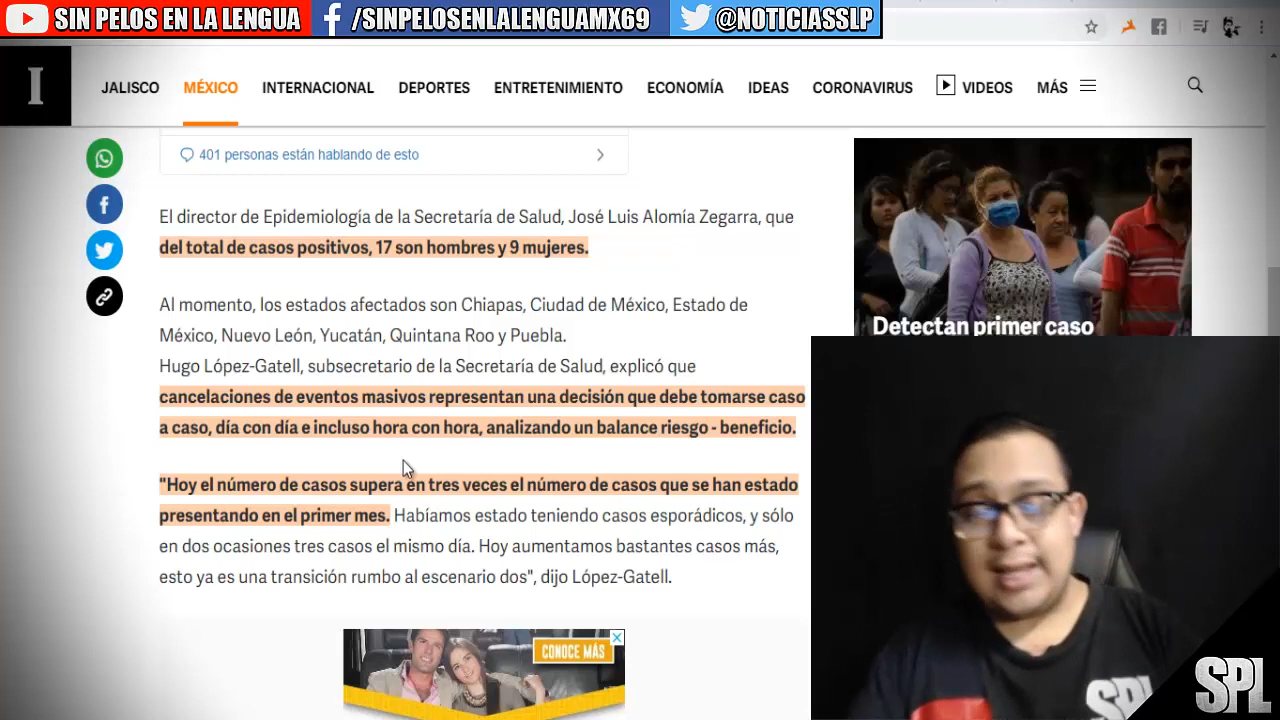 SIN PELOS EN LA LENGUA
/SINPELOSENLALENGUAMX69
@NOTICIASSLP
I
JALISCO
MÉXICO
INTERNACIONAL
DEPORTES
ENTRETENIMIENTO
ECONOMÍA
IDEAS
CORONAVIRUS
VIDEOS
MÁS
401 personas están hablando de esto
El director de Epidemiología de la Secretaría de Salud, José Luis Alomía Zegarra, que
del total de casos positivos, 17 son hombres y 9 mujeres.
Al momento, los estados afectados son Chiapas, Ciudad de México, Estado de
México, Nuevo León, Yucatán, Quintana Roo y Puebla.
Hugo López-Gatell, subsecretario de la Secretaría de Salud, explicó que
cancelaciones de eventos masivos representan una decisión que debe tomarse caso
a caso, día con día e incluso hora con hora, analizando un balance riesgo - beneficio.
"Hoy el número de casos supera en tres veces el número de casos que se han estado
presentando en el primer mes. Habíamos estado teniendo casos esporádicos, y sólo
en dos ocasiones tres casos el mismo día. Hoy aumentamos bastantes casos más,
esto ya es una transición rumbo al escenario dos", dijo López-Gatell.
CONOCE MÁS
Detectan primer caso
SPL
SPL